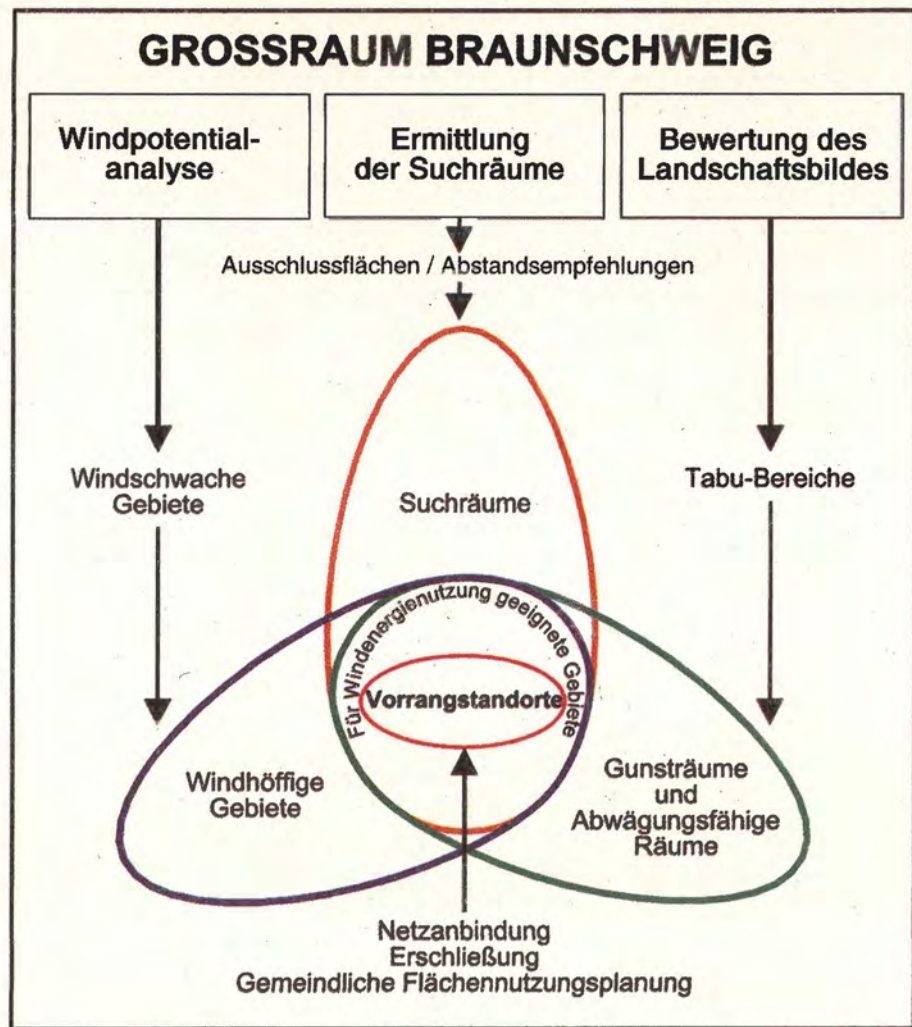 GROSSRAUM BRAUNSCHWEIG
Windpotential-
analyse
Ermittlung
der Suchräume
Bewertung des
Landschaftsbildes
Ausschlussflächen / Abstandsempfehlungen
Windschwache
Gebiete
Suchräume
Tabu-Bereiche
Für Windenergienutzung geeignete Gebiete
Vorrangstandorte
Windhöffige
Gebiete
Gunsträume
und
Abwägungsfähige
Räume
Netzanbindung
Erschließung
Gemeindliche Flächennutzungsplanung